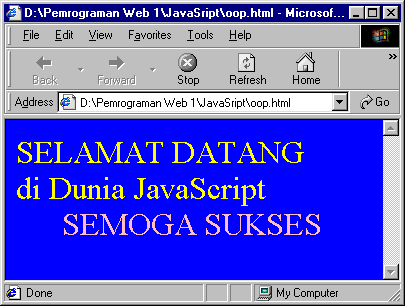 D:\Pemrograman Web 1\JavaSript\oop.html - Microsof...
File Edit View Favorites Tools Help
Back Forward Stop Refresh Home
Address D:\Pemrograman Web 1\JavaSript\oop.html Go
SELAMAT DATANG
di Dunia JavaScript
SEMOGA SUKSES
Done My Computer